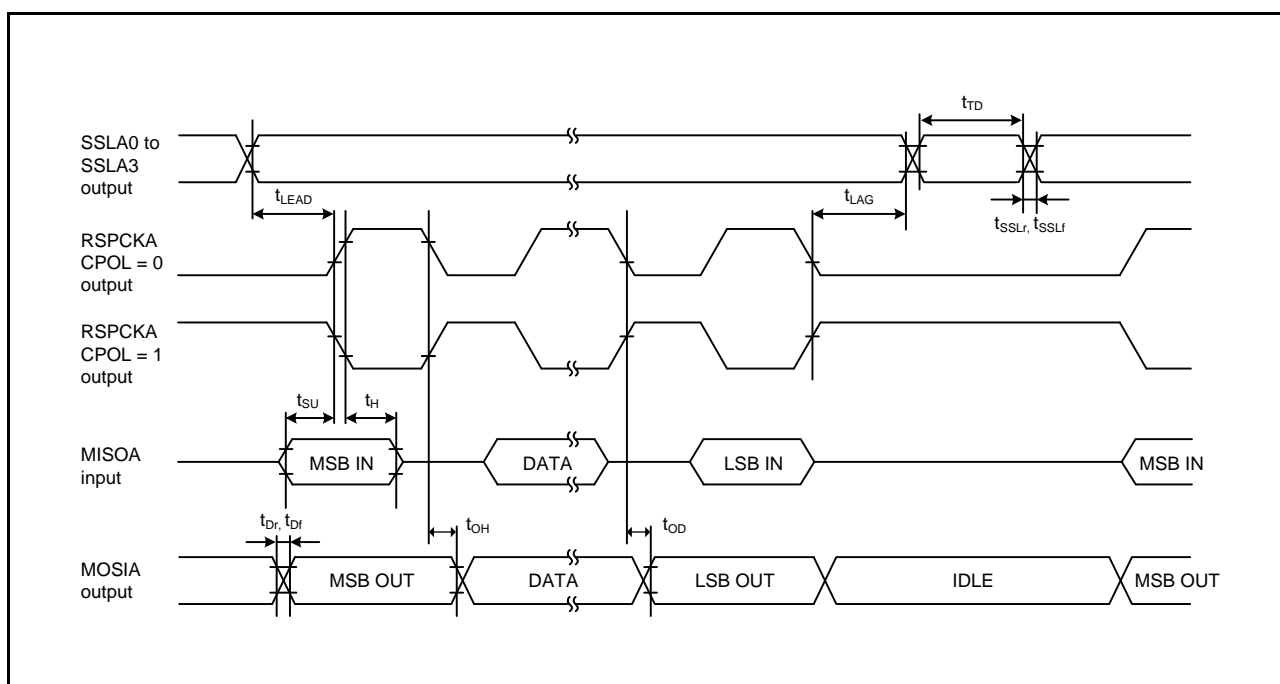 SSLA0 to
SSLA3
output
tTD
tLEAD
tLAG
tSSLr, tSSLf
RSPCKA
CPOL = 0
output
RSPCKA
CPOL = 1
output
tSU
tH
MISOA
input
MSB IN
DATA
LSB IN
MSB IN
tDr, tDf
tOH
tOD
MOSIA
output
MSB OUT
DATA
LSB OUT
IDLE
MSB OUT